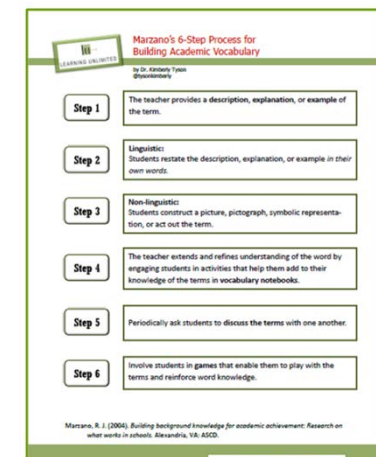 Marzano's 6-Step Process for
Building Academic Vocabulary
LEARNING UNLIMITED
by Dr. Kimberly Tyson
@tysonkimberly
Step 1
The teacher provides a description, explanation, or example of
the term.
Step 2
Linguistic:
Students restate the description, explanation, or example in their
own words.
Step 3
Non-linguistic:
Students construct a picture, pictograph, symbolic representa-
tion, or act out the term.
Step 4
The teacher extends and refines understanding of the word by
engaging students in activities that help them add to their
knowledge of the terms in vocabulary notebooks.
Step 5
Periodically ask students to discuss the terms with one another.
Step 6
Involve students in games that enable them to play with the
terms and reinforce word knowledge.
Marzano, R. J. (2004). Building background knowledge for academic achievement: Research on
what works in schools. Alexandria, VA: ASCD.